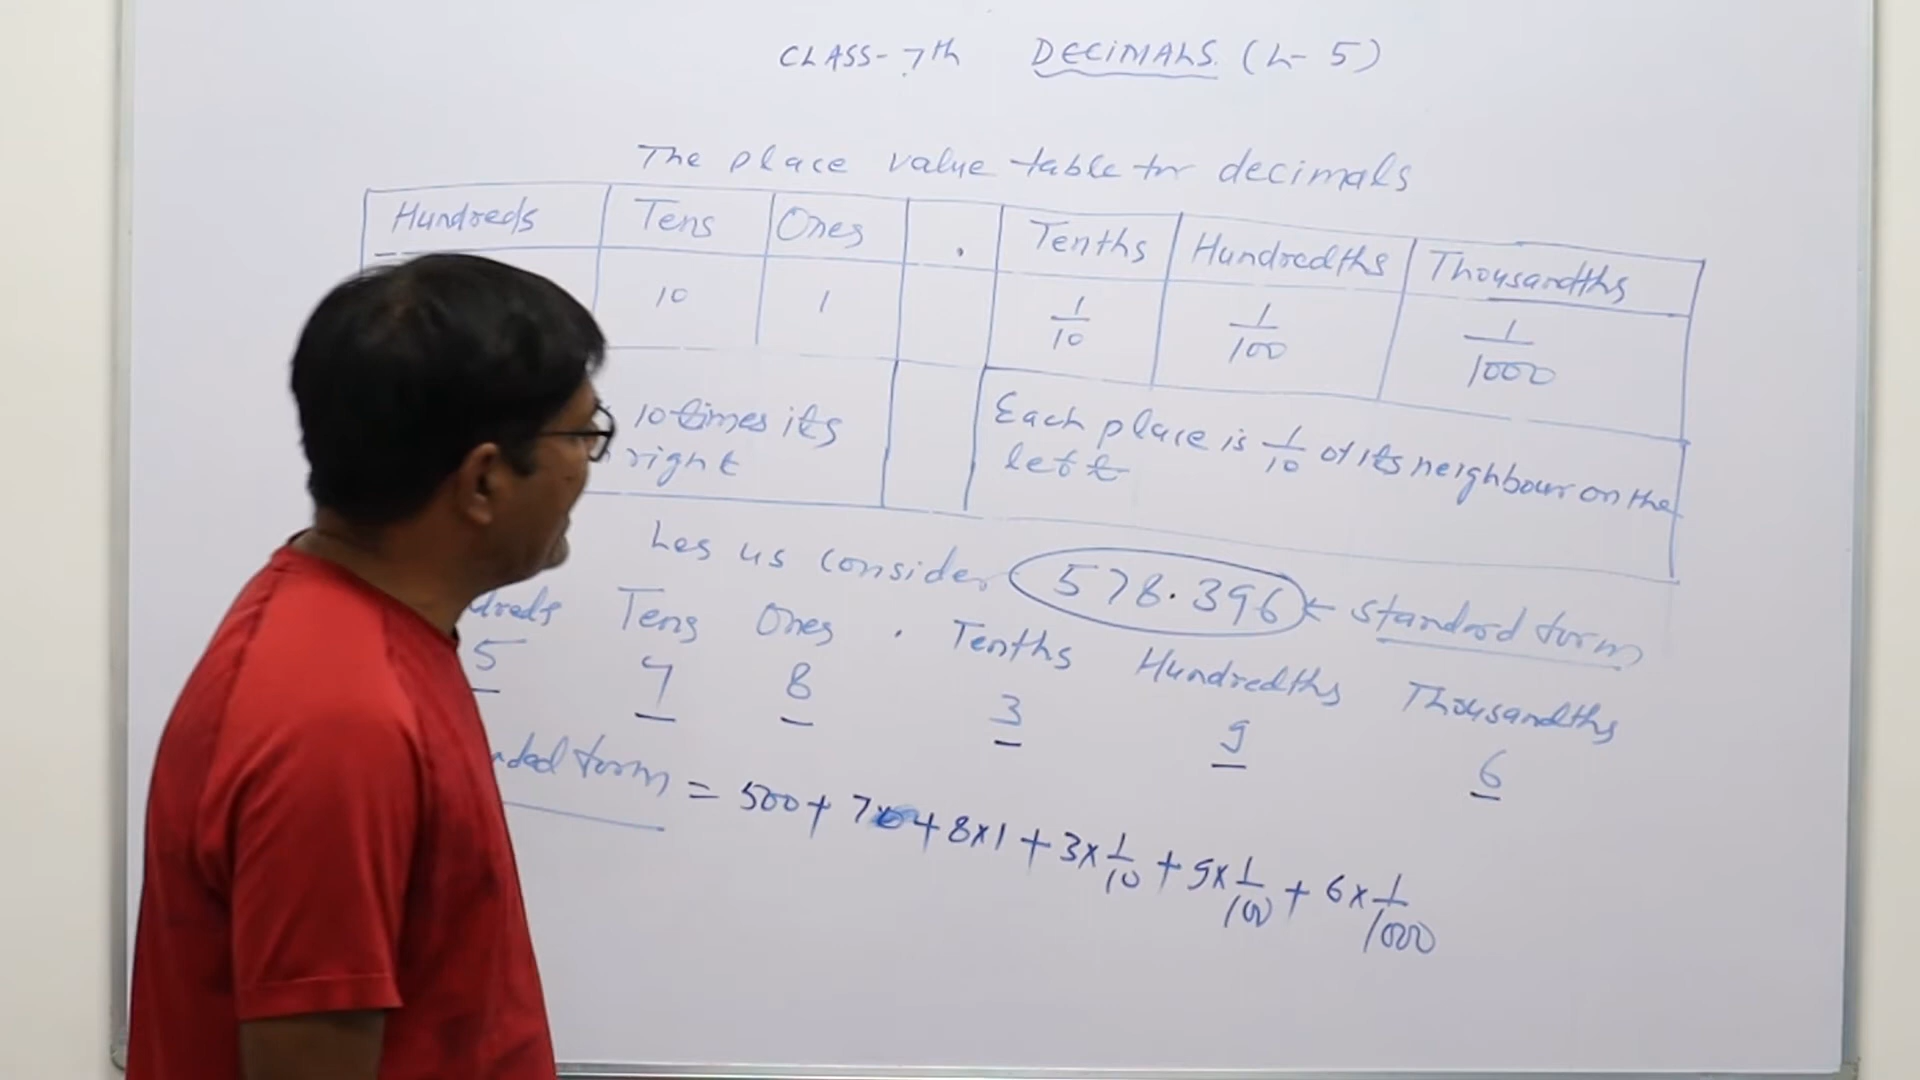 CLASS-7th DECIMALS. (L-5)
The place value table for decimals
Hundreds Tens Ones . Tenths Hundredths Thousandths
10 1 1/10 1/100 1/1000
10 times its right
Each place is 1/10 of its neighbour on the left
Les us consider 578.396 ← standard form
Tens Ones . Tenths Hundredths Thousandths
5 7 8 3 9 6
form = 500 + 70 + 8×1 + 3×1/10 + 9×1/100 + 6×1/1000